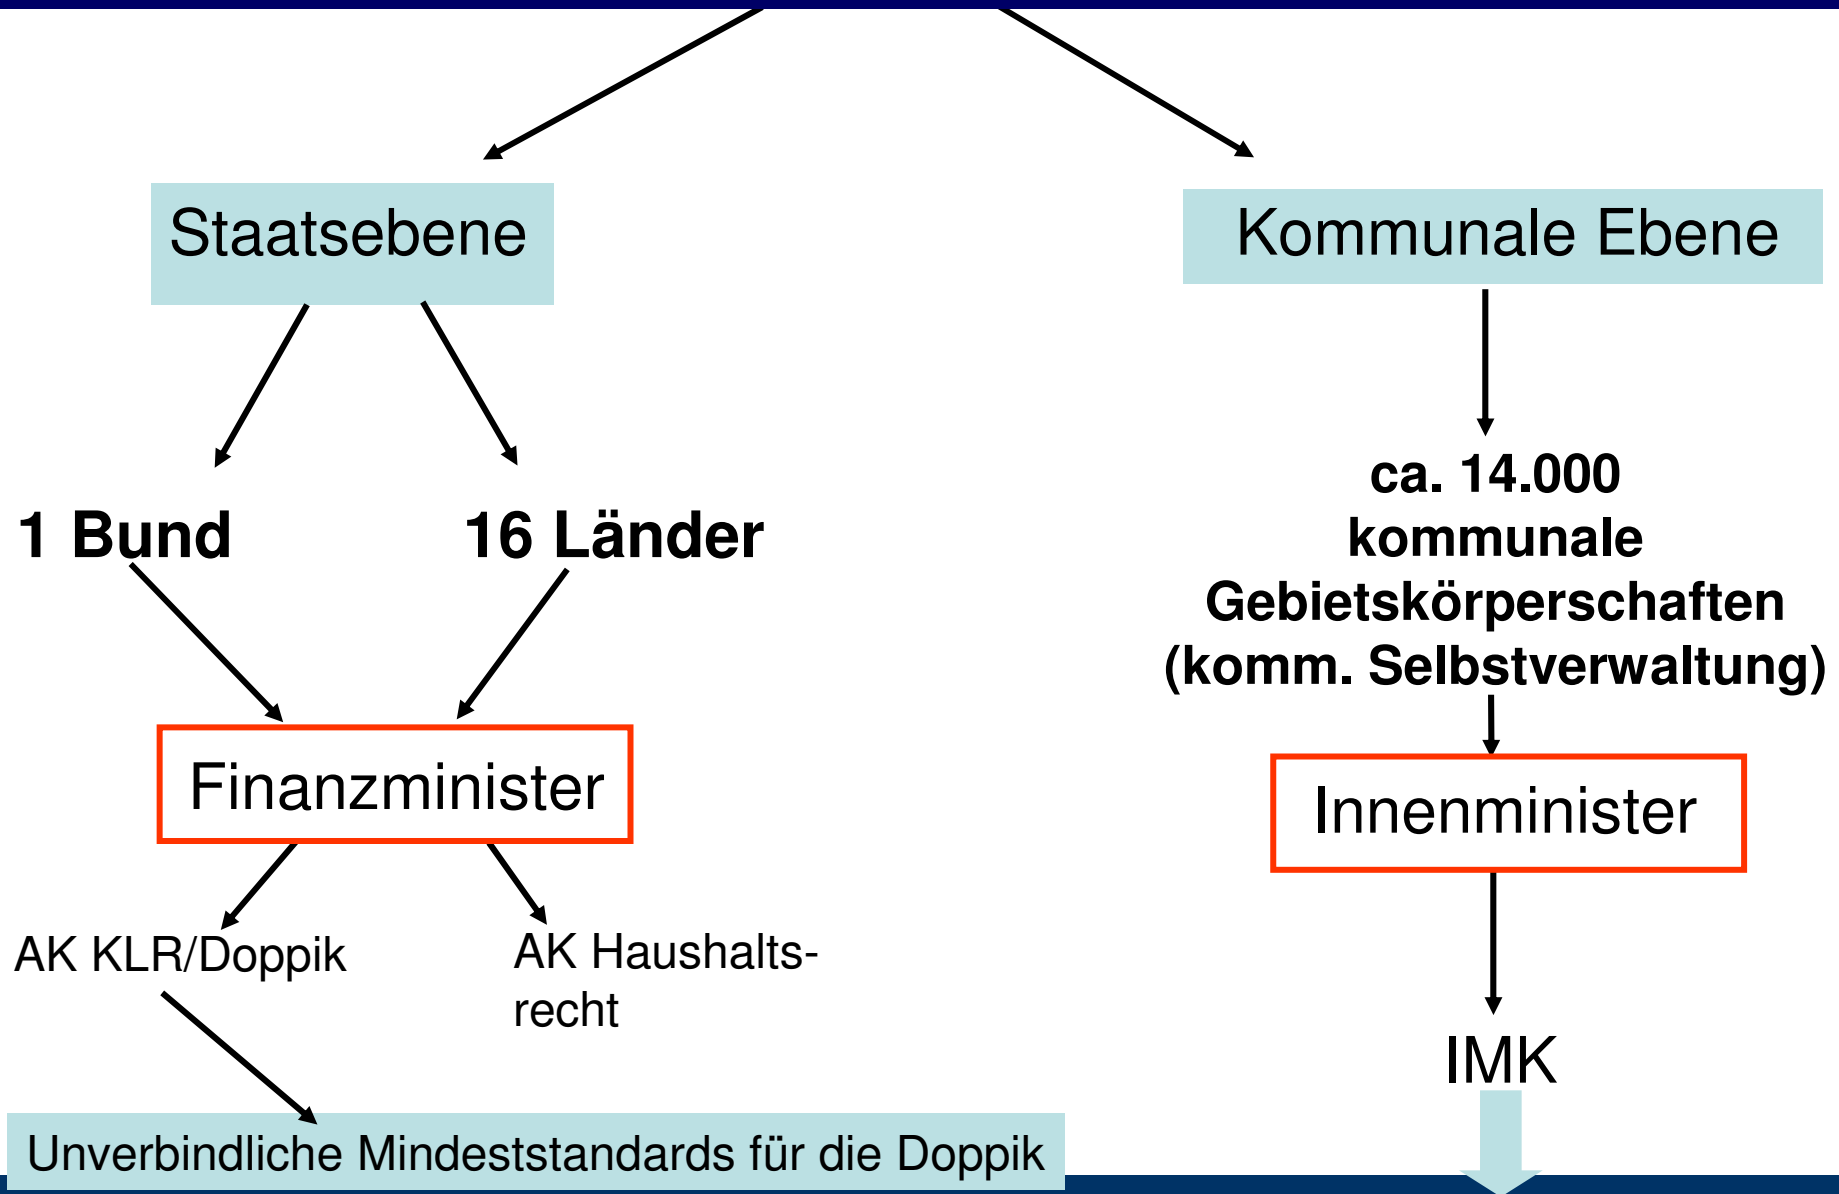 Staatsebene
Kommunale Ebene
1 Bund
16 Länder
ca. 14.000
kommunale
Gebietskörperschaften
(komm. Selbstverwaltung)
Finanzminister
Innenminister
AK KLR/Doppik
AK Haushalts-
recht
IMK
Unverbindliche Mindeststandards für die Doppik